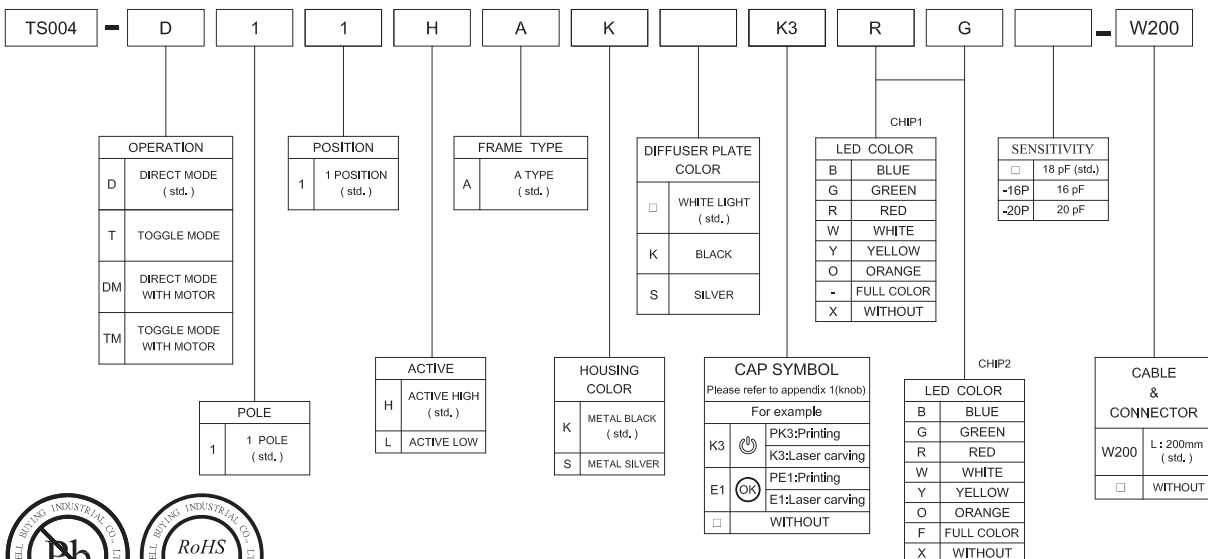 TS004 - D 1 1 H A K K3 R G - W200
OPERATION
D DIRECT MODE
( std. )
T TOGGLE MODE
DM DIRECT MODE
WITH MOTOR
TM TOGGLE MODE
WITH MOTOR
POSITION
1 1 POSITION
( std. )
FRAME TYPE
A A TYPE
( std. )
DIFFUSER PLATE
COLOR
□ WHITE LIGHT
( std. )
K BLACK
S SILVER
CHIP1
LED COLOR
B BLUE
G GREEN
R RED
W WHITE
Y YELLOW
O ORANGE
- FULL COLOR
X WITHOUT
SENSITIVITY
□ 18 pF (std.)
-16P 16 pF
-20P 20 pF
POLE
1 1 POLE
( std. )
ACTIVE
H ACTIVE HIGH
( std. )
L ACTIVE LOW
HOUSING
COLOR
K METAL BLACK
( std. )
S METAL SILVER
CAP SYMBOL
Please refer to appendix 1(knob)
For example
K3 PK3:Printing
K3:Laser carving
E1 OK PE1:Printing
E1:Laser carving
□ WITHOUT
CHIP2
LED COLOR
B BLUE
G GREEN
R RED
W WHITE
Y YELLOW
O ORANGE
F FULL COLOR
X WITHOUT
CABLE
&
CONNECTOR
W200 L : 200mm
( std. )
□ WITHOUT
BUYING INDUSTRIAL CO.,
Pb
BUYING INDUSTRIAL CO.,
RoHS